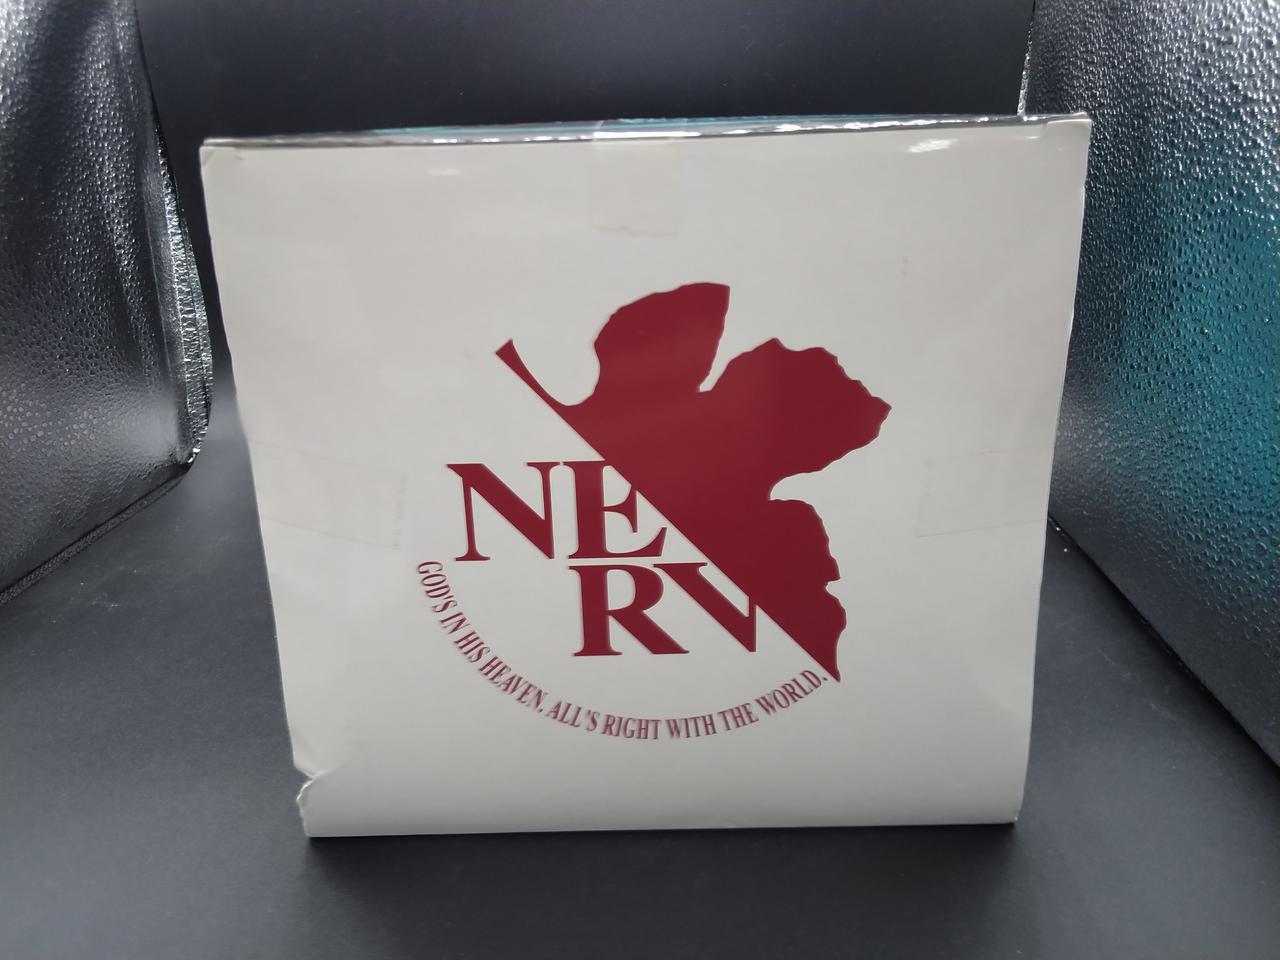 NE
RV
GOD'S IN HIS HEAVEN. ALL'S RIGHT WITH THE WORLD.